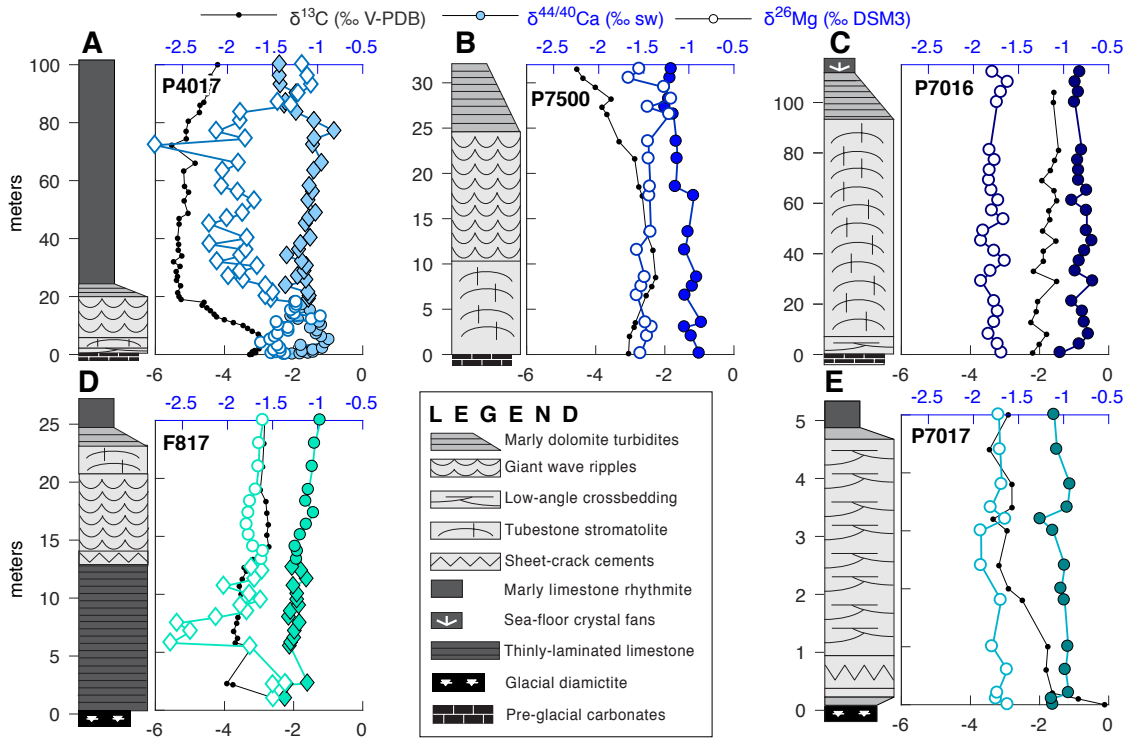 δ13C (‰ V-PDB) δ44/40Ca (‰ sw) δ26Mg (‰ DSM3)
A
-2.5 -2 -1.5 -1 -0.5
P4017
meters
100
80
60
40
20
0
-6 -4 -2 0
B
-2.5 -2 -1.5 -1 -0.5
P7500
30
25
20
15
10
5
0
-6 -4 -2 0
C
-2.5 -2 -1.5 -1 -0.5
P7016
100
80
60
40
20
0
-6 -4 -2 0
D
-2.5 -2 -1.5 -1 -0.5
F817
meters
25
20
15
10
5
0
-6 -4 -2 0
LEGEND
Marly dolomite turbidites
Giant wave ripples
Low-angle crossbedding
Tubestone stromatolite
Sheet-crack cements
Marly limestone rhythmite
Sea-floor crystal fans
Thinly-laminated limestone
Glacial diamictite
Pre-glacial carbonates
E
-2.5 -2 -1.5 -1 -0.5
P7017
5
4
3
2
1
0
-6 -4 -2 0